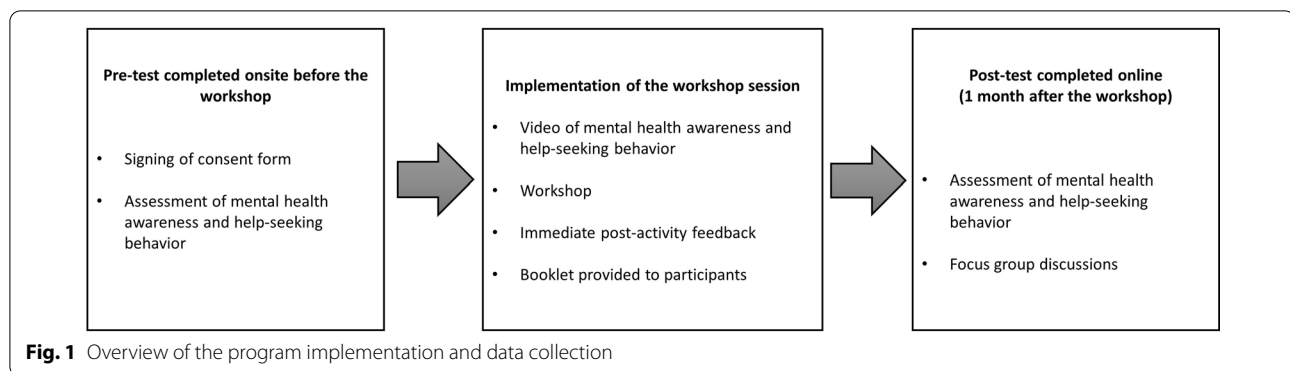 Pre-test completed onsite before the
workshop
• Signing of consent form
• Assessment of mental health
awareness and help-seeking
behavior
Implementation of the workshop session
• Video of mental health awareness and
help-seeking behavior
• Workshop
• Immediate post-activity feedback
• Booklet provided to participants
Post-test completed online
(1 month after the workshop)
• Assessment of mental health
awareness and help-seeking
behavior
• Focus group discussions
Fig. 1 Overview of the program implementation and data collection